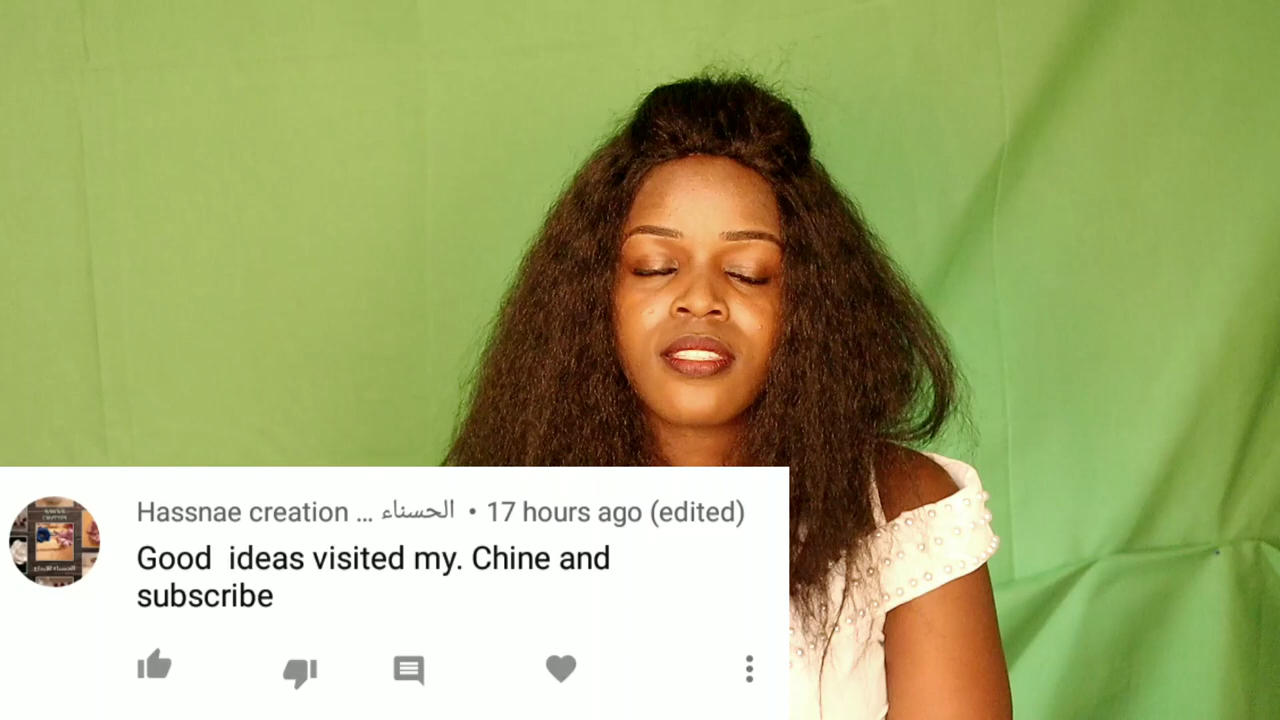 Hassnae creation ... الحسناء • 17 hours ago (edited)
Good ideas visited my. Chine and
subscribe